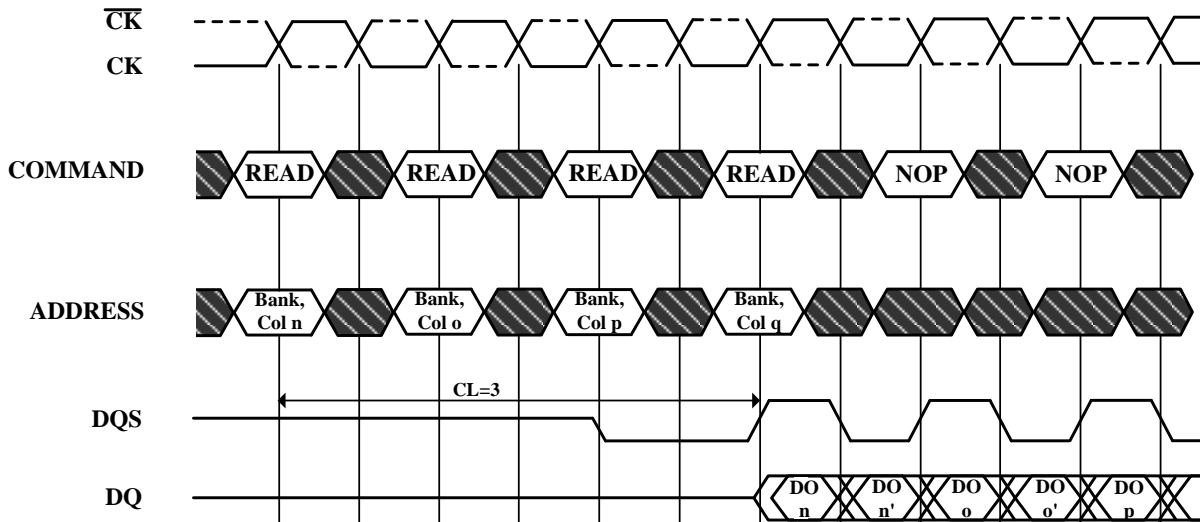 CK
CK
COMMAND
READ
READ
READ
READ
NOP
NOP
ADDRESS
Bank,
Col n
Bank,
Col o
Bank,
Col p
Bank,
Col q
CL=3
DQS
DQ
DO
n
DO
n'
DO
o
DO
o'
DO
p